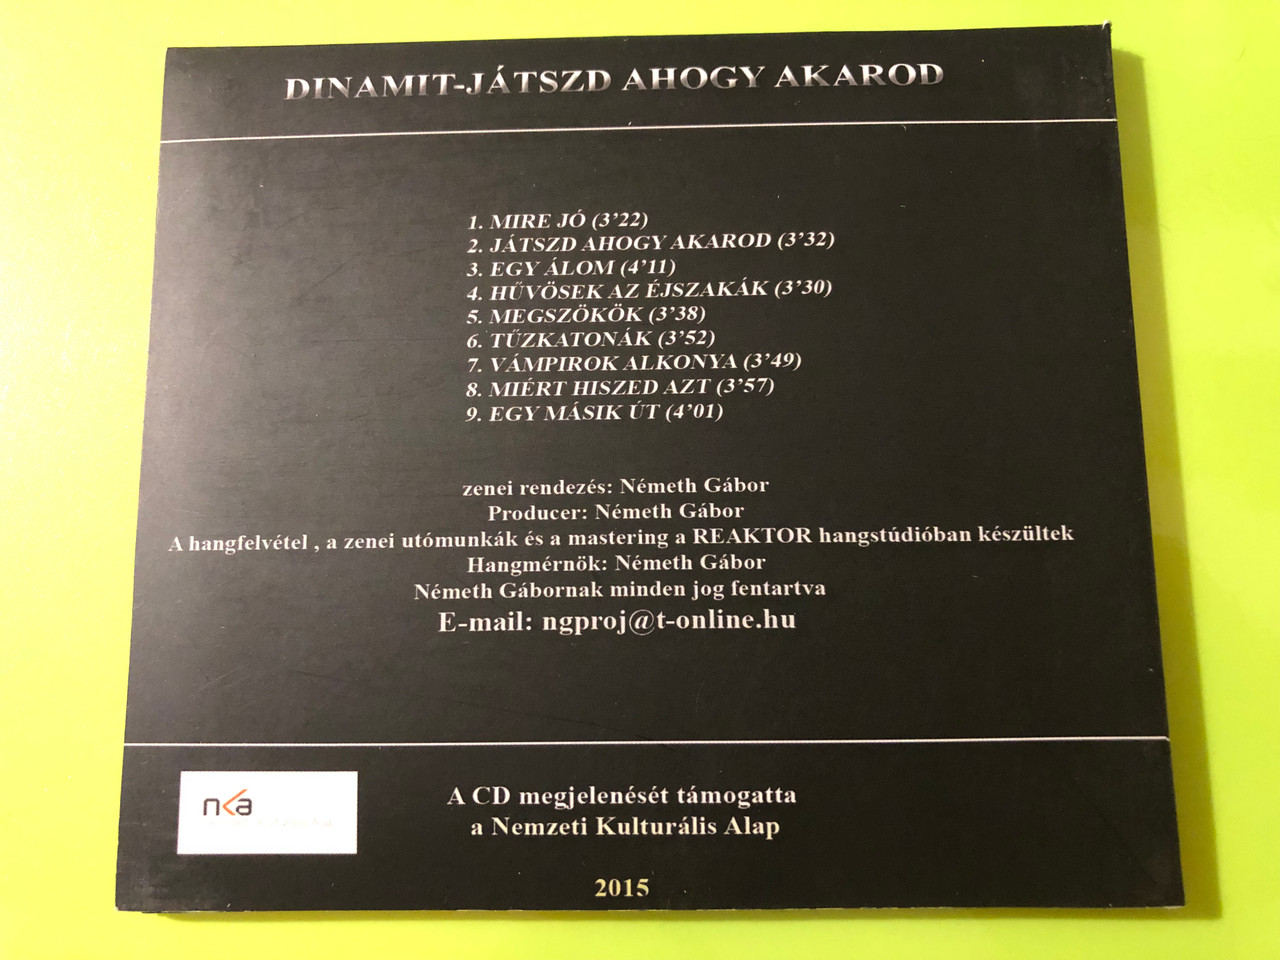 DINAMIT-JÁTSZD AHOGY AKAROD
1. MIRE JÓ (3'22)
2. JÁTSZD AHOGY AKAROD (3'32)
3. EGY ÁLOM (4'11)
4. HŰVÖSEK AZ ÉJSZAKÁK (3'30)
5. MEGSZÖKÖK (3'38)
6. TŰZKATONÁK (3'52)
7. VÁMPIROK ALKONYA (3'49)
8. MIÉRT HISZED AZT (3'57)
9. EGY MÁSIK ÚT (4'01)
zenei rendezés: Németh Gábor
Producer: Németh Gábor
A hangfelvétel , a zenei utómunkák és a mastering a REAKTOR hangstúdióban készültek
Hangmérnök: Németh Gábor
Németh Gábornak minden jog fentartva
E-mail: ngproj@t-online.hu
nka
A CD megjelenését támogatta
a Nemzeti Kulturális Alap
2015